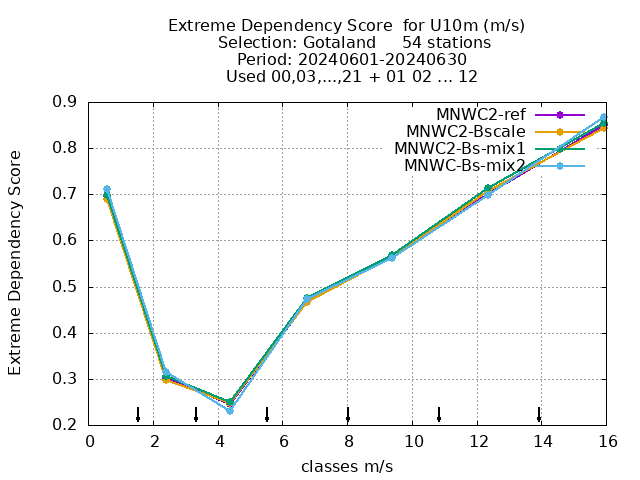 Extreme Dependency Score  for U10m (m/s)
Selection: Gotaland     54 stations
Period: 20240601-20240630
Used 00,03,...,21 + 01 02 ... 12
Extreme Dependency Score
0.9
0.8
0.7
0.6
0.5
0.4
0.3
0.2
MNWC2-ref
MNWC2-Bscale
MNWC2-Bs-mix1
MNWC-Bs-mix2
0 2 4 6 8 10 12 14 16
classes m/s